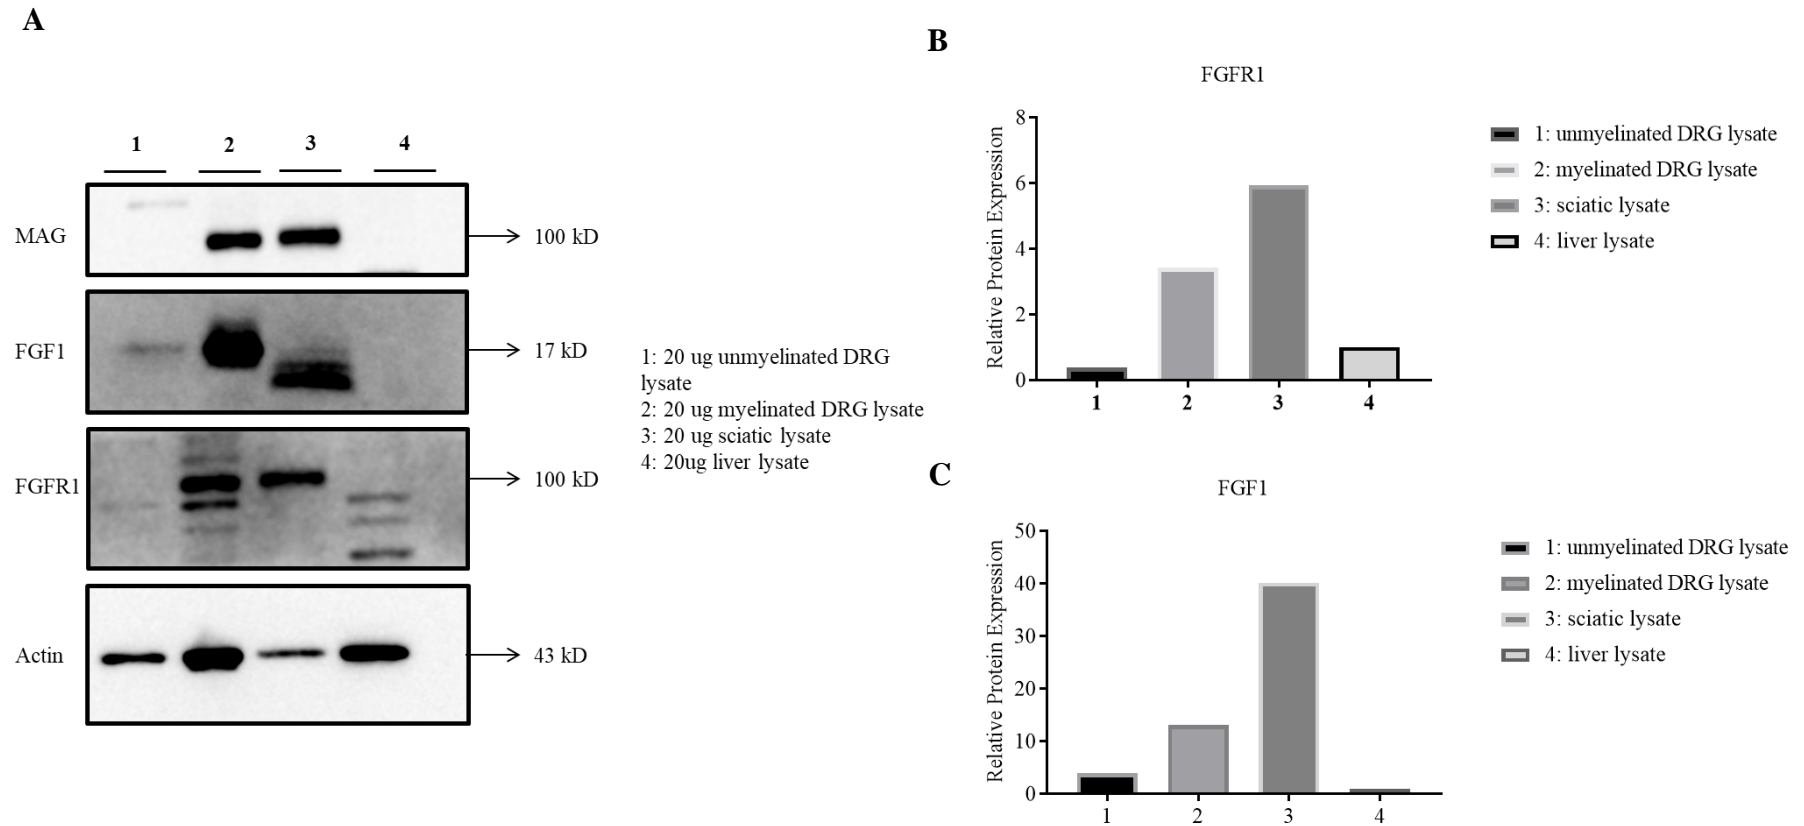 A
1 2 3 4
MAG
100 kD
FGF1
17 kD
FGFR1
100 kD
Actin
43 kD
1: 20 ug unmyelinated DRG
lysate
2: 20 ug myelinated DRG lysate
3: 20 ug sciatic lysate
4: 20ug liver lysate
B
FGFR1
Relative Protein Expression
8
6
4
2
0
1 2 3 4
1: unmyelinated DRG lysate
2: myelinated DRG lysate
3: sciatic lysate
4: liver lysate
C
FGF1
Relative Protein Expression
50
40
30
20
10
0
1 2 3 4
1: unmyelinated DRG lysate
2: myelinated DRG lysate
3: sciatic lysate
4: liver lysate